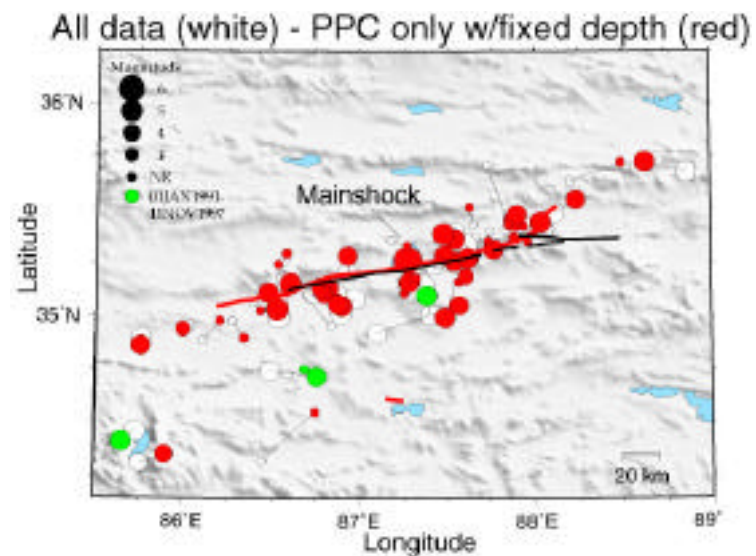 All data (white) - PPC only w/fixed depth (red)
Magnitude
6
5
4
3
NR
01JAN1991-
Mainshock
36°N
35°N
Latitude
20 km
86°E
87°E
88°E
89°
Longitude